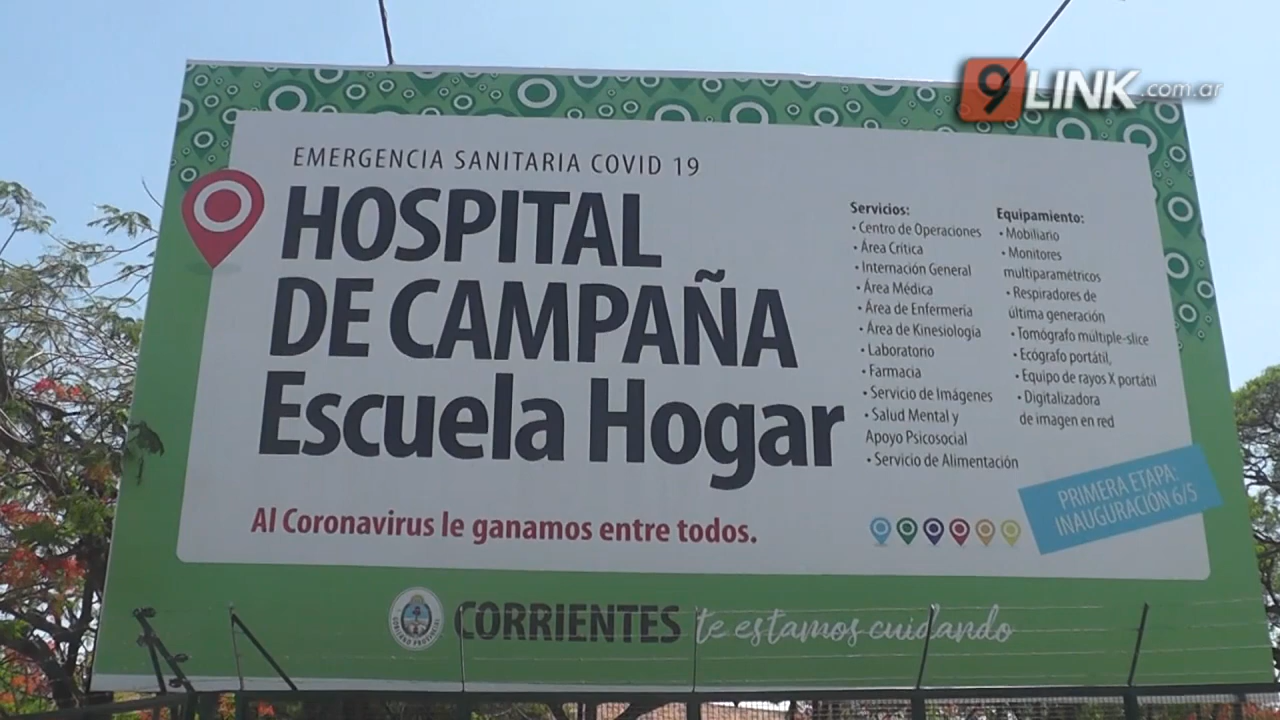 9 LINK.com.ar
EMERGENCIA SANITARIA COVID 19
HOSPITAL
DE CAMPAÑA
Escuela Hogar
Al Coronavirus le ganamos entre todos.
Servicios:
• Centro de Operaciones
• Área Crítica
• Internación General
• Área Médica
• Área de Enfermería
• Área de Kinesiología
• Laboratorio
• Farmacia
• Servicio de Imágenes
• Salud Mental y
Apoyo Psicosocial
• Servicio de Alimentación
Equipamiento:
• Mobiliario
• Monitores
multiparamétricos
• Respiradores de
última generación
• Tomógrafo múltiple-slice
• Ecógrafo portátil,
• Equipo de rayos X portátil
• Digitalizadora
de imagen en red
PRIMERA ETAPA:
INAUGURACIÓN 6/5
CORRIENTES te estamos cuidando